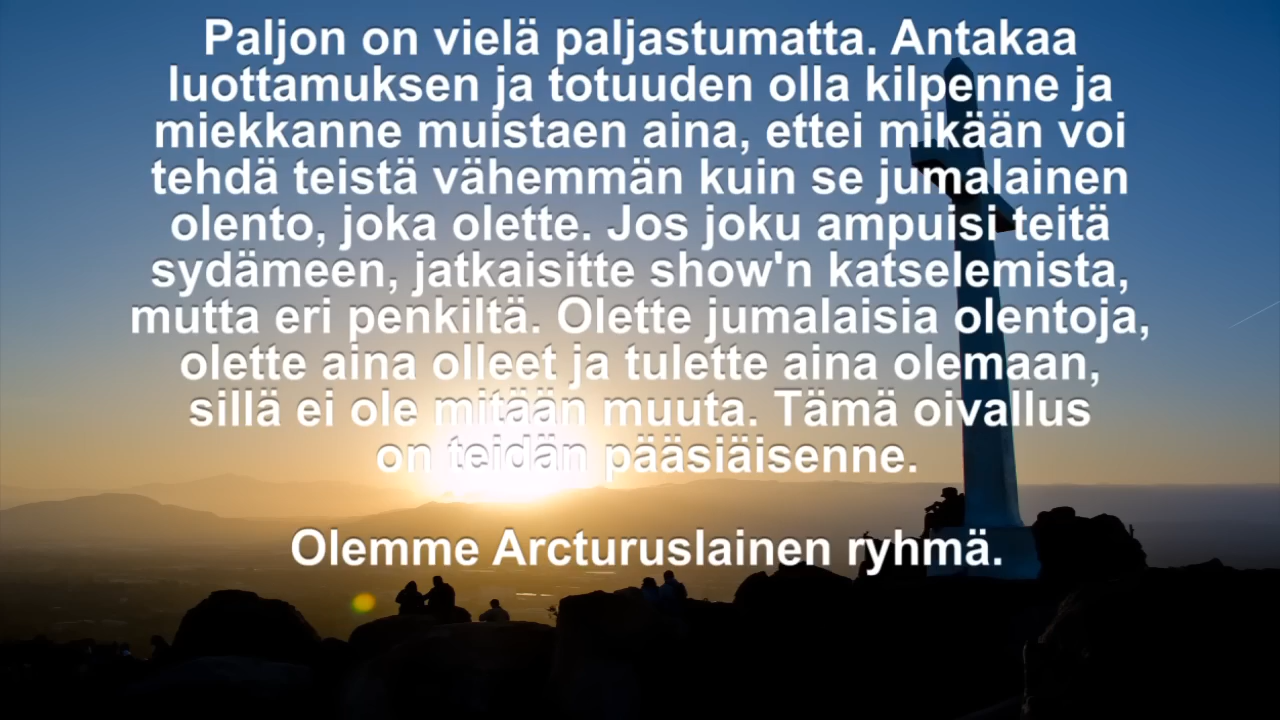 Paljon on vielä paljastumatta. Antakaa
luottamuksen ja totuuden olla kilpenne ja
miekkanne muistaen aina, ettei mikään voi
tehdä teistä vähemmän kuin se jumalainen
olento, joka olette. Jos joku ampuisi teitä
sydämeen, jatkaisitte show'n katselemista,
mutta eri penkiltä. Olette jumalaisia olentoja,
olette aina olleet ja tulette aina olemaan,
sillä ei ole mitään muuta. Tämä oivallus
on teidän pääsiäisenne.
Olemme Arcturuslainen ryhmä.